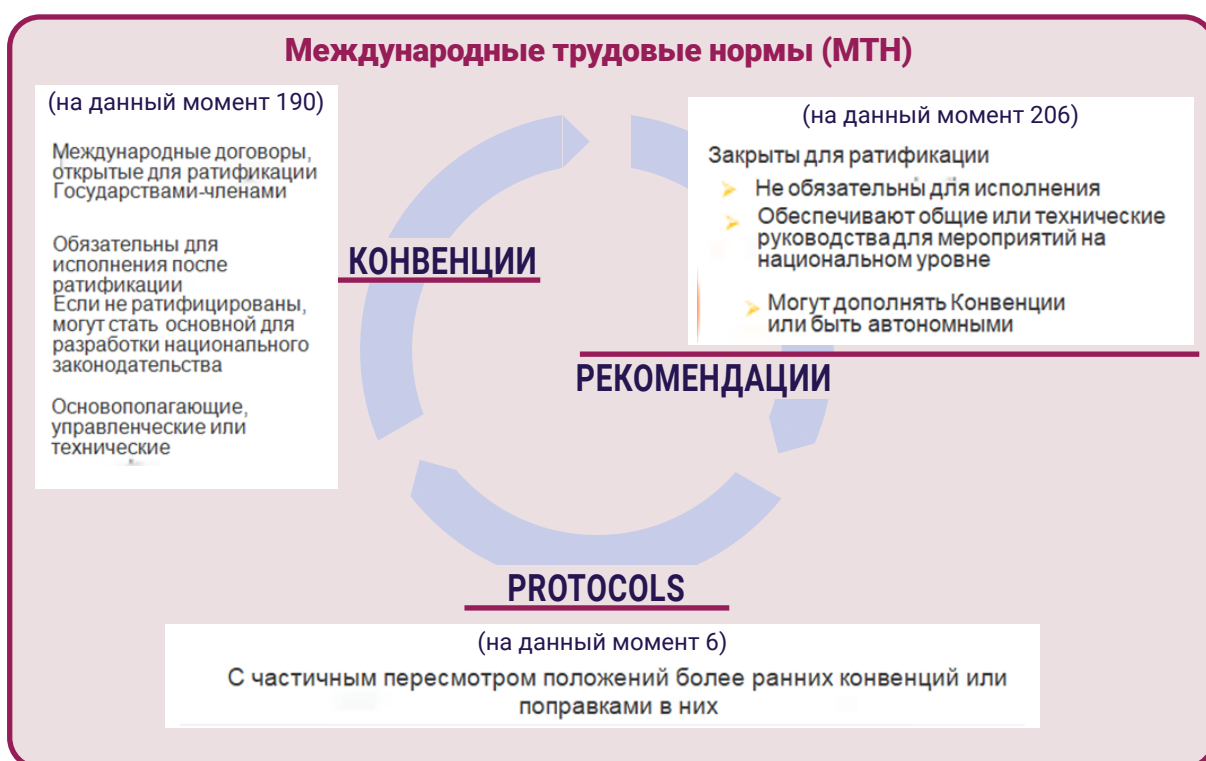 Международные трудовые нормы (МТН)
(на данный момент 190)
Международные договоры,
открытые для ратификации
Государствами-членами
Обязательны для
исполнения после
ратификации
Если не ратифицированы,
могут стать основной для
разработки национального
законодательства
Основополагающие,
управленческие или
технические
КОНВЕНЦИИ
(на данный момент 206)
Закрыты для ратификации
Не обязательны для исполнения
Обеспечивают общие или технические
руководства для мероприятий на
национальном уровне
Могут дополнять Конвенции
или быть автономными
РЕКОМЕНДАЦИИ
PROTOCOLS
(на данный момент 6)
С частичным пересмотром положений более ранних конвенций или
поправками в них